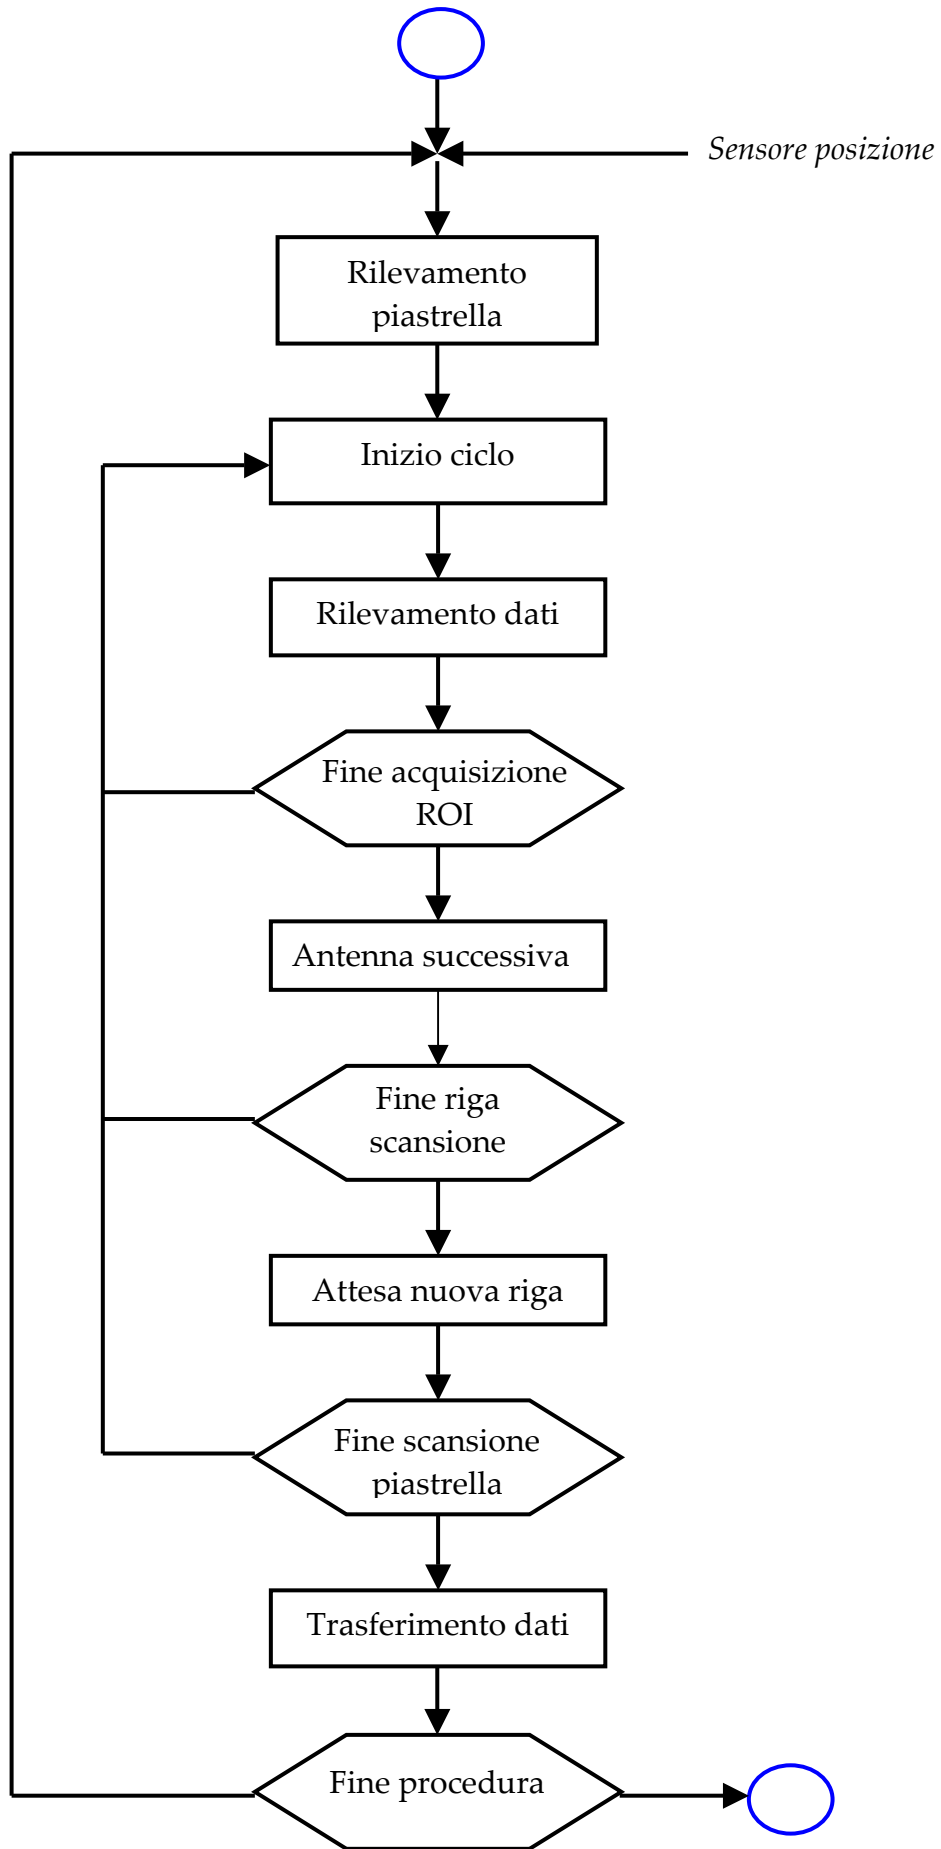 Sensore posizione
Rilevamento
piastrella
Inizio ciclo
Rilevamento dati
Fine acquisizione
ROI
Antenna successiva
Fine riga
scansione
Attesa nuova riga
Fine scansione
piastrella
Trasferimento dati
Fine procedura